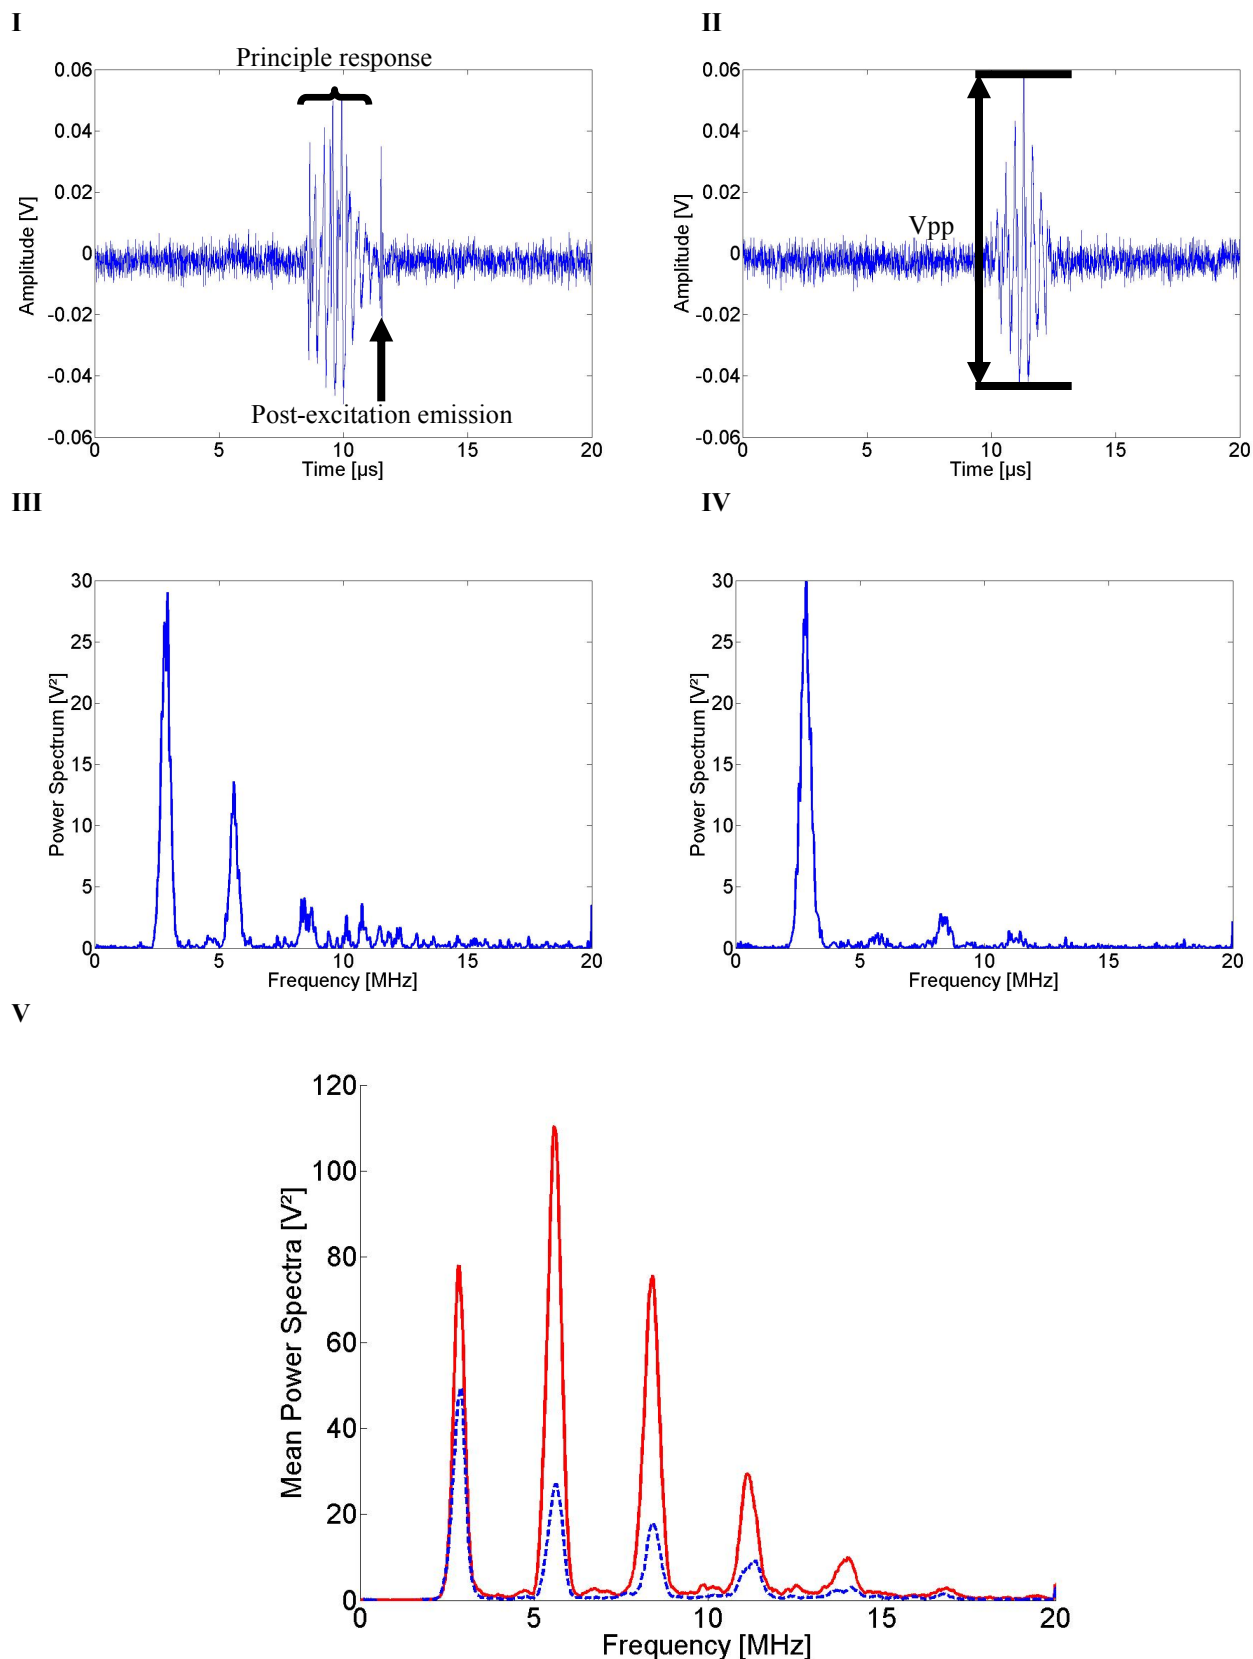 I
II
Principle response
0.06
0.04
0.02
0
-0.02
-0.04
-0.06
Amplitude [V]
Post-excitation emission
0 5 10 15 20
Time [µs]
0.06
0.04
0.02
0
-0.02
-0.04
-0.06
Amplitude [V]
Vpp
0 5 10 15 20
Time [µs]
III
IV
30
25
20
15
10
5
0
Power Spectrum [V²]
0 5 10 15 20
Frequency [MHz]
30
25
20
15
10
5
0
Power Spectrum [V²]
0 5 10 15 20
Frequency [MHz]
V
120
100
80
60
40
20
0
Mean Power Spectra [V²]
0 5 10 15 20
Frequency [MHz]